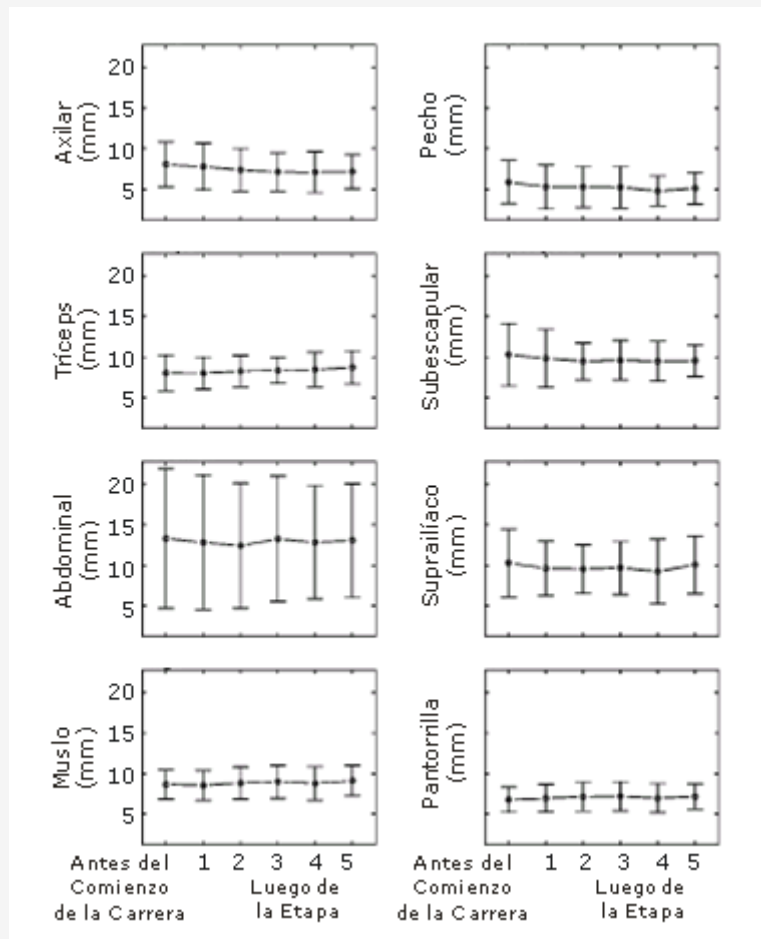 Axilar
(mm)
20
15
10
5
Pecho
(mm)
Tríceps
(mm)
20
15
10
5
Subescapular
(mm)
Abdominal
(mm)
20
15
10
5
Suprailíaco
(mm)
Muslo
(mm)
20
15
10
5
Pantorrilla
(mm)
Antes del 1 2 3 4 5
Comienzo Luego de
de la Carrera la Etapa
Antes del 1 2 3 4 5
Comienzo Luego de
de la Carrera la Etapa